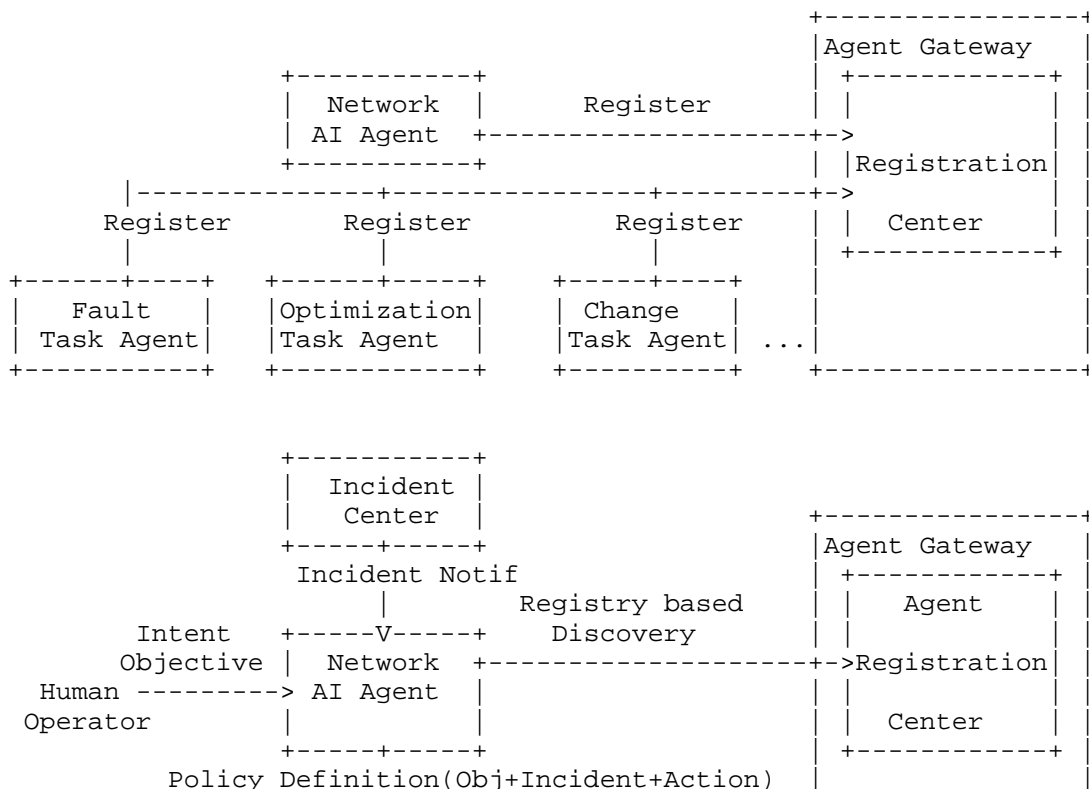 Agent Gateway
Network Register
AI Agent
Registration
Register Register Register Center
Fault Optimization Change
Task Agent Task Agent Task Agent ...
Incident
Center
Agent Gateway
Incident Notif
Registry based Agent
Intent Discovery
Objective Network Registration
Human AI Agent
Operator Center
Policy Definition(Obj+Incident+Action)